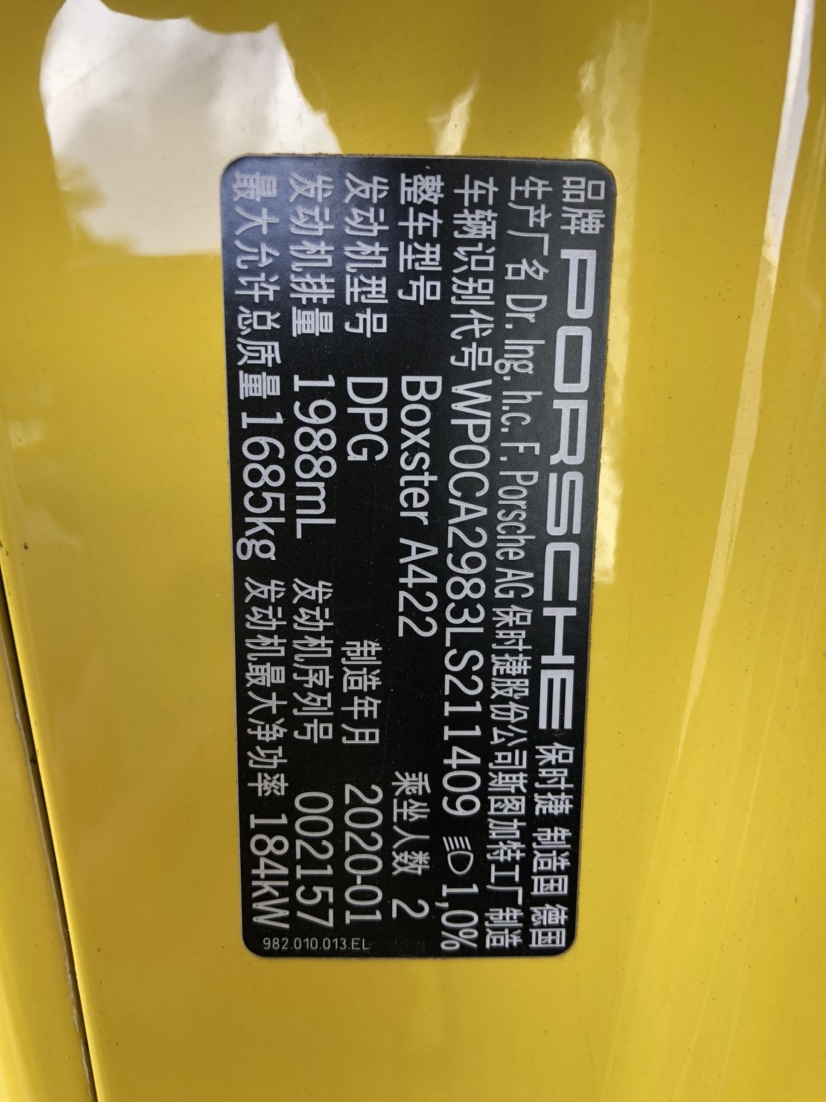 品牌 PORSCHE 保时捷 制造国 德国
生产厂名 Dr. Ing. h.c. F. Porsche AG 保时捷股份公司斯图加特工厂制造
车辆识别代号 WP0CA2983LS211409 1,0%
整车型号 Boxster A422 乘坐人数 2
发动机型号 DPG 制造年月 2020-01
发动机排量 1988mL 发动机序列号 002157
最大允许总质量 1685kg 发动机最大净功率 184kW
982.010.013.EL